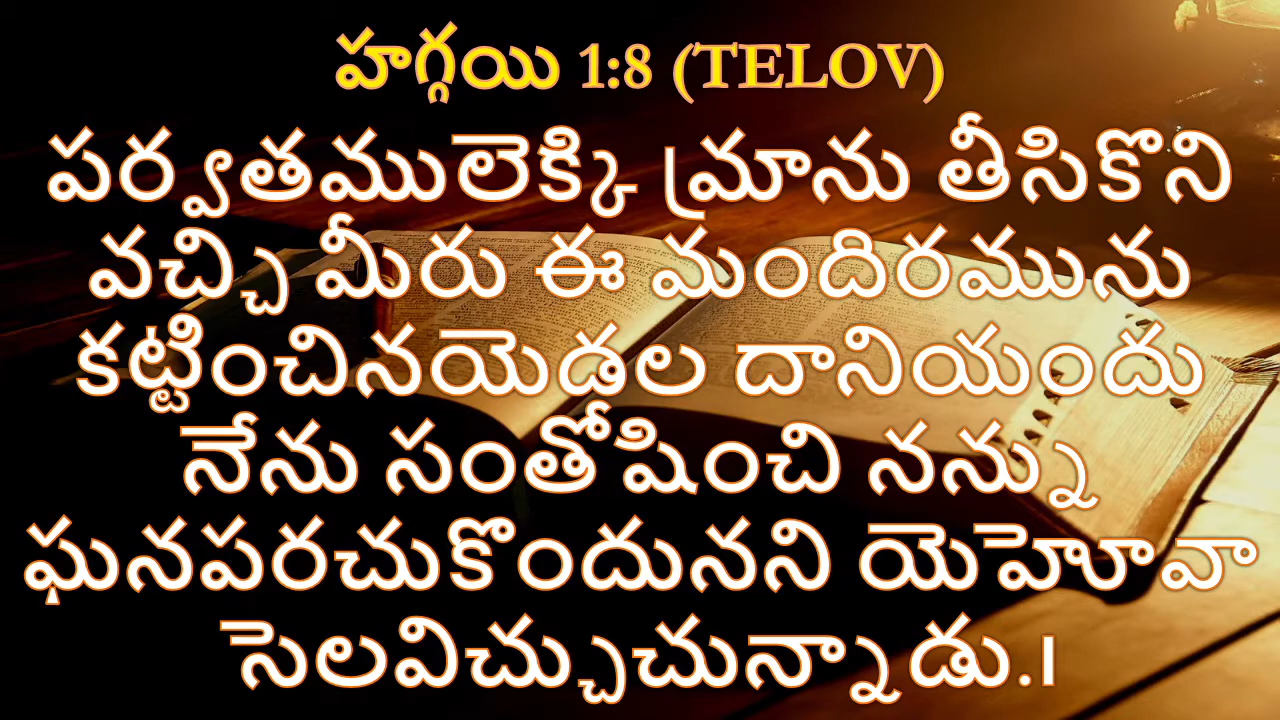 హగ్గయి 1:8 (TELOV)
పర్వతములెక్కి మ్రాను తీసికొని
వచ్చి మీరు ఈ మందిరమును
కట్టించినయెడల దానియందు
నేను సంతోషించి నన్ను
ఘనపరచుకొందునని యెహోవా
సెలవిచ్చుచున్నాడు.।